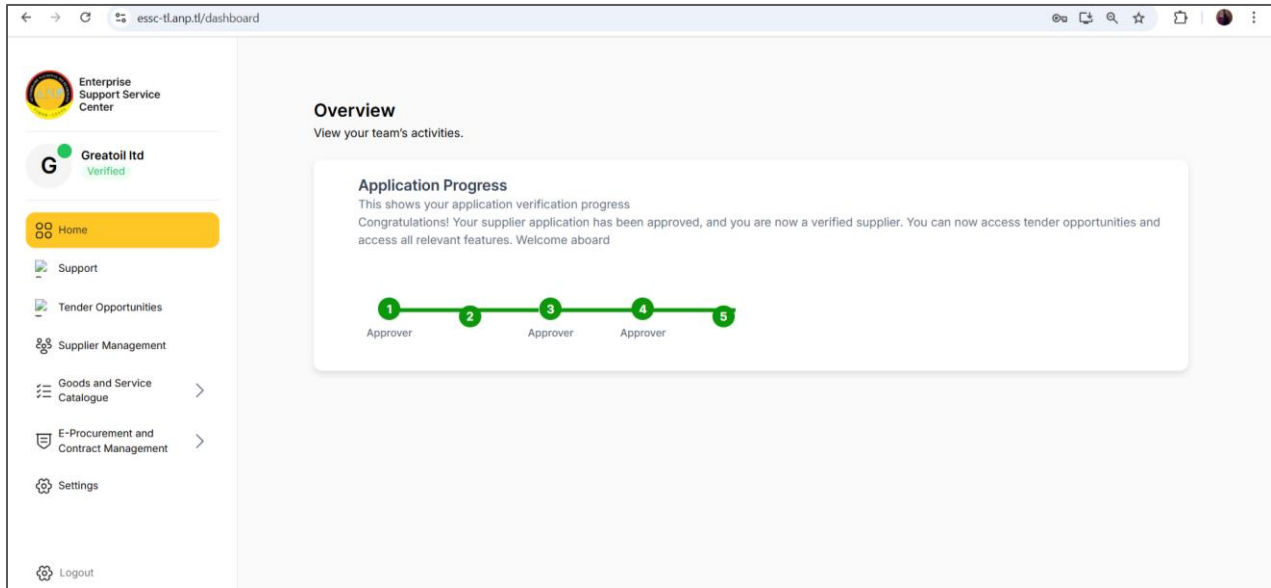 essc-tl.anp.tl/dashboard
Enterprise
Support Service
Center
G
Greatoil ltd
Verified
Home
Support
Tender Opportunities
Supplier Management
Goods and Service
Catalogue
E-Procurement and
Contract Management
Settings
Logout
Overview
View your team's activities.
Application Progress
This shows your application verification progress
Congratulations! Your supplier application has been approved, and you are now a verified supplier. You can now access tender opportunities and
access all relevant features. Welcome aboard
1 2 3 4 5
Approver Approver Approver